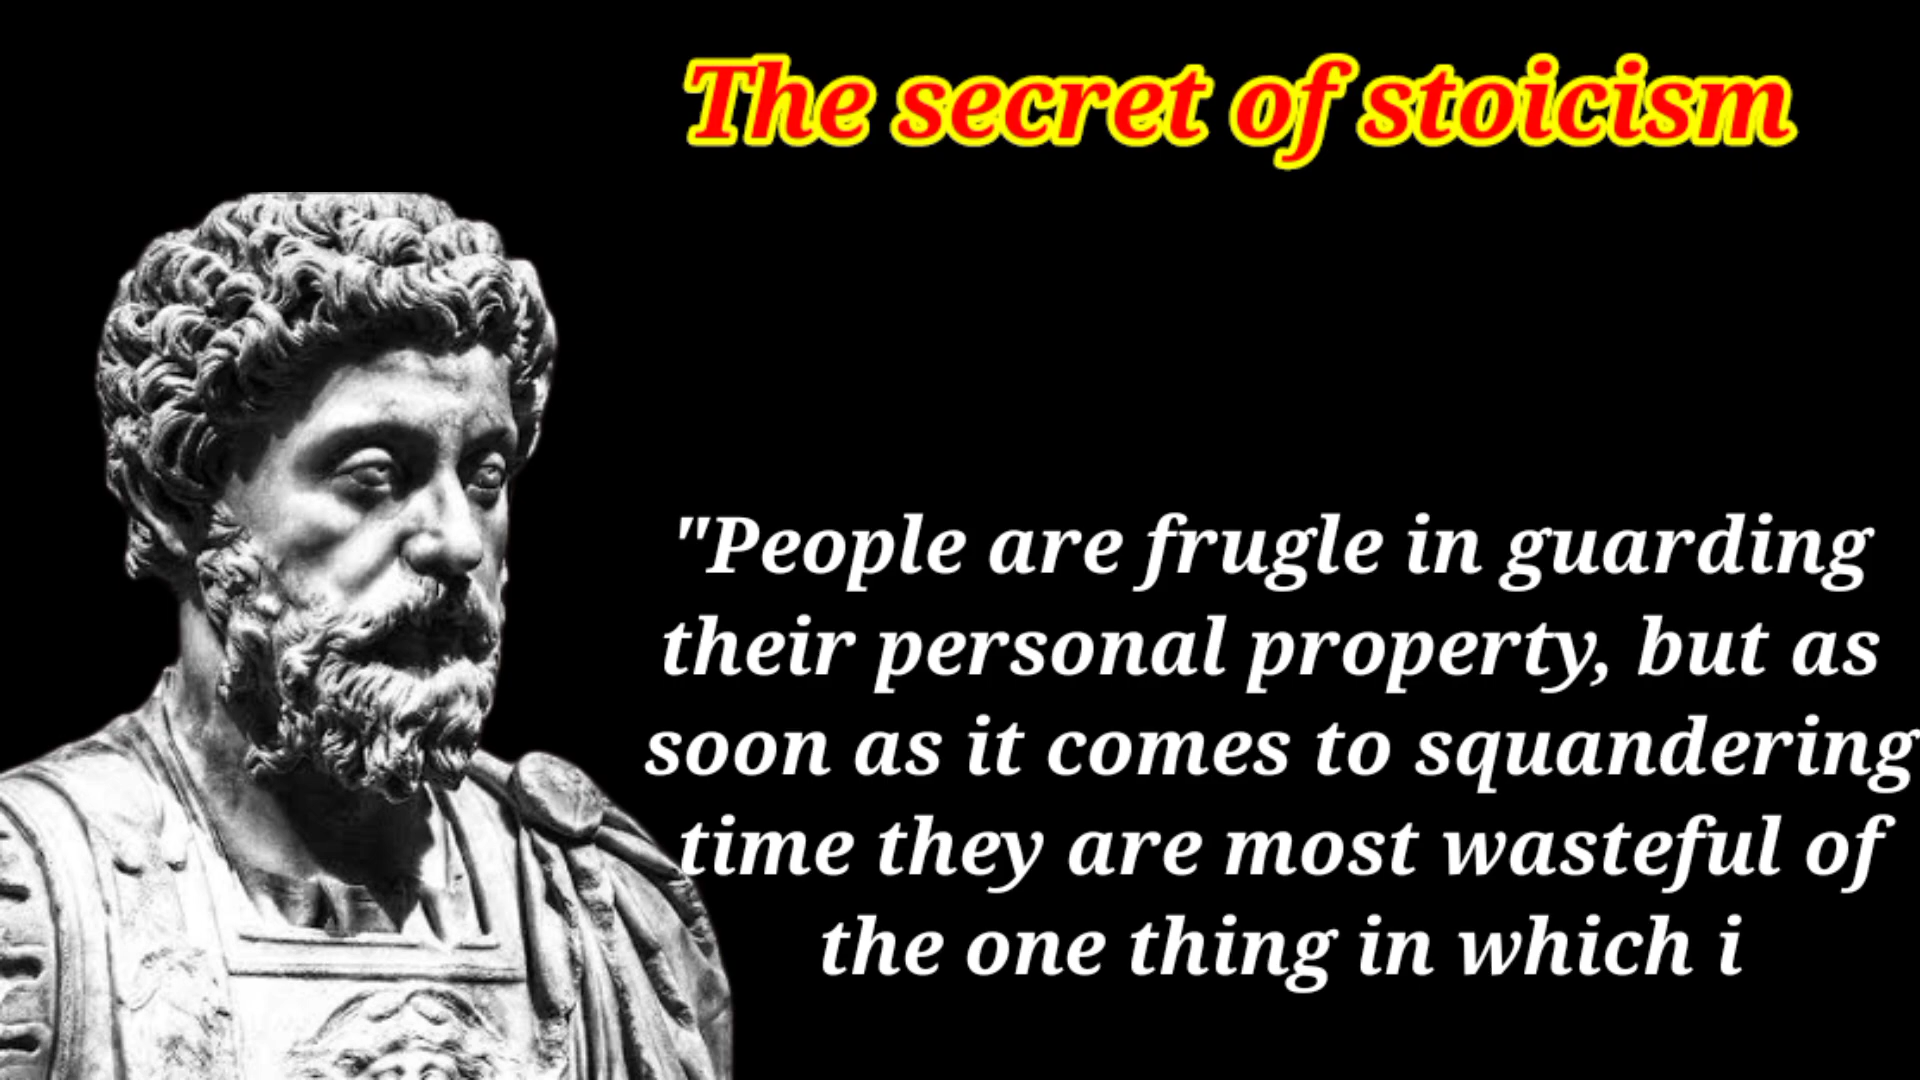 The secret of stoicism
"People are frugle in guarding
their personal property, but as
soon as it comes to squandering
time they are most wasteful of
the one thing in which i